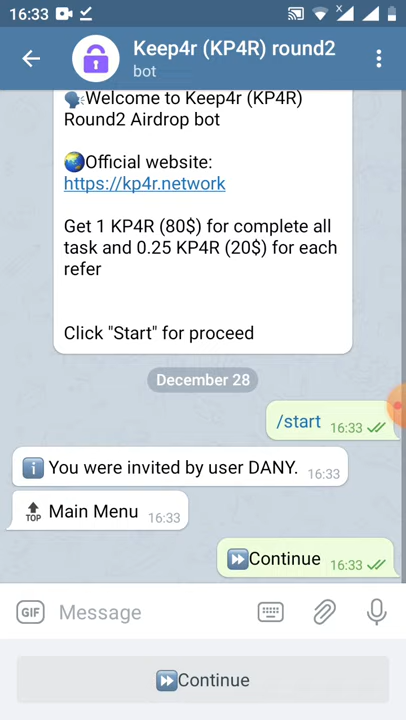 16:33
Keep4r (KP4R) round2
bot
🗣Welcome to Keep4r (KP4R)
Round2 Airdrop bot
🌏Official website:
https://kp4r.network
Get 1 KP4R (80$) for complete all
task and 0.25 KP4R (20$) for each
refer
Click "Start" for proceed
December 28
/start 16:33
ℹ️ You were invited by user DANY. 16:33
🔝 Main Menu 16:33
⏩Continue 16:33
GIF Message
⏩Continue